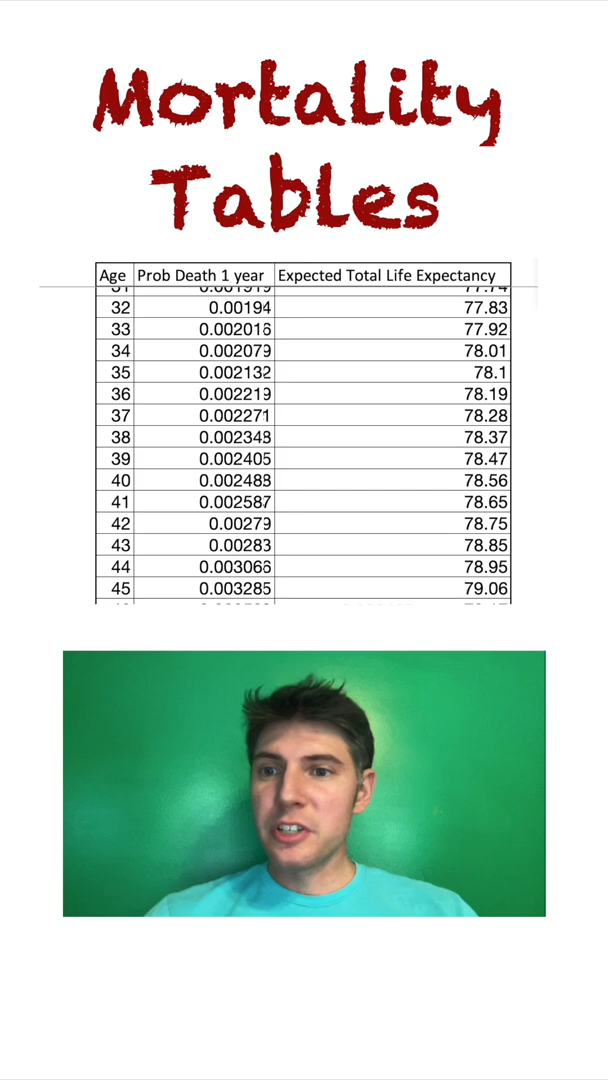 Mortality
Tables
Age Prob Death 1 year Expected Total Life Expectancy
32 0.00194 77.83
33 0.002016 77.92
34 0.002079 78.01
35 0.002132 78.1
36 0.002219 78.19
37 0.002271 78.28
38 0.002348 78.37
39 0.002405 78.47
40 0.002488 78.56
41 0.002587 78.65
42 0.00279 78.75
43 0.00283 78.85
44 0.003066 78.95
45 0.003285 79.06